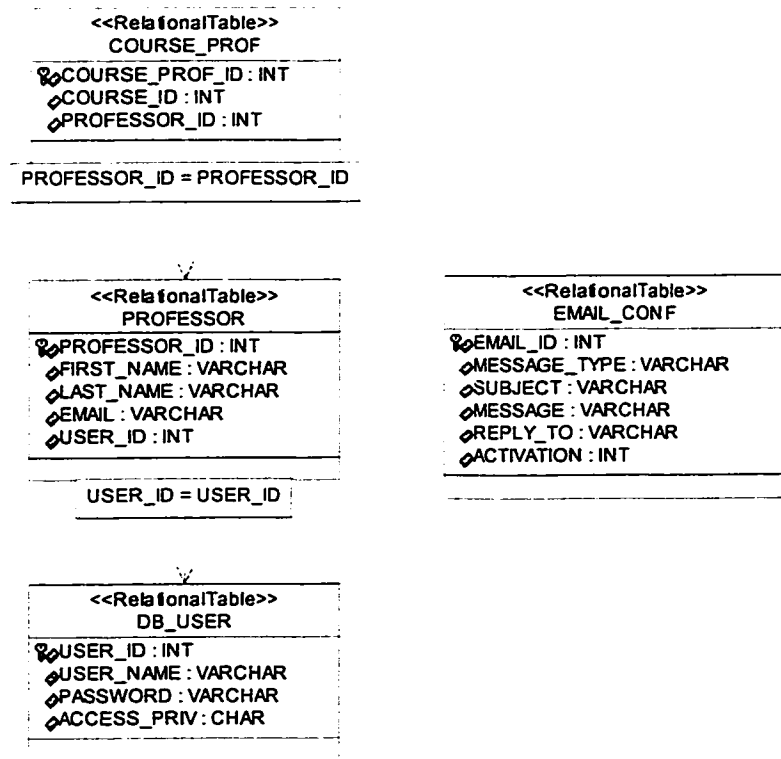 <<RelationalTable>>
COURSE_PROF
COURSE_PROF_ID : INT
COURSE_ID : INT
PROFESSOR_ID : INT
PROFESSOR_ID = PROFESSOR_ID
<<RelationalTable>>
PROFESSOR
PROFESSOR_ID : INT
FIRST_NAME : VARCHAR
LAST_NAME : VARCHAR
EMAIL : VARCHAR
USER_ID : INT
USER_ID = USER_ID
<<RelationalTable>>
EMAIL_CONF
EMAIL_ID : INT
MESSAGE_TYPE : VARCHAR
SUBJECT : VARCHAR
MESSAGE : VARCHAR
REPLY_TO : VARCHAR
ACTIVATION : INT
<<RelationalTable>>
DB_USER
USER_ID : INT
USER_NAME : VARCHAR
PASSWORD : VARCHAR
ACCESS_PRIV : CHAR